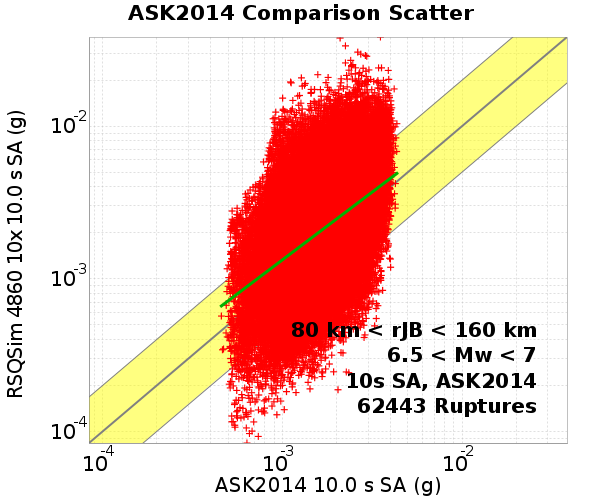 ASK2014 Comparison Scatter
RSQSim 4860 10x 10.0 s SA (g)
10-2
10-3
10-4
80 km < rJB < 160 km
6.5 < Mw < 7
10s SA, ASK2014
62443 Ruptures
10-4
10-3
10-2
ASK2014 10.0 s SA (g)